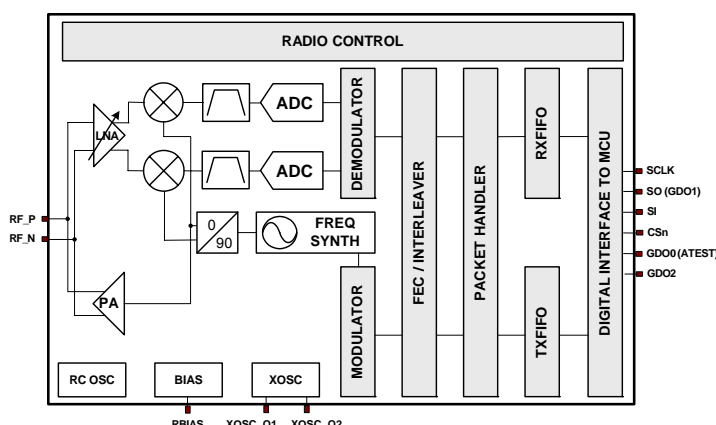 RADIO CONTROL
LNA
ADC
ADC
DEMODULATOR
FEC / INTERLEAVER
PACKET HANDLER
RXFIFO
DIGITAL INTERFACE TO MCU
SCLK
SO (GDO1)
SI
CSn
GDO0 (ATEST)
GDO2
RF_P
RF_N
0
90
FREQ
SYNTH
PA
MODULATOR
TXFIFO
RC OSC
BIAS
XOSC
RBIAS
XOSC_Q1
XOSC_Q2